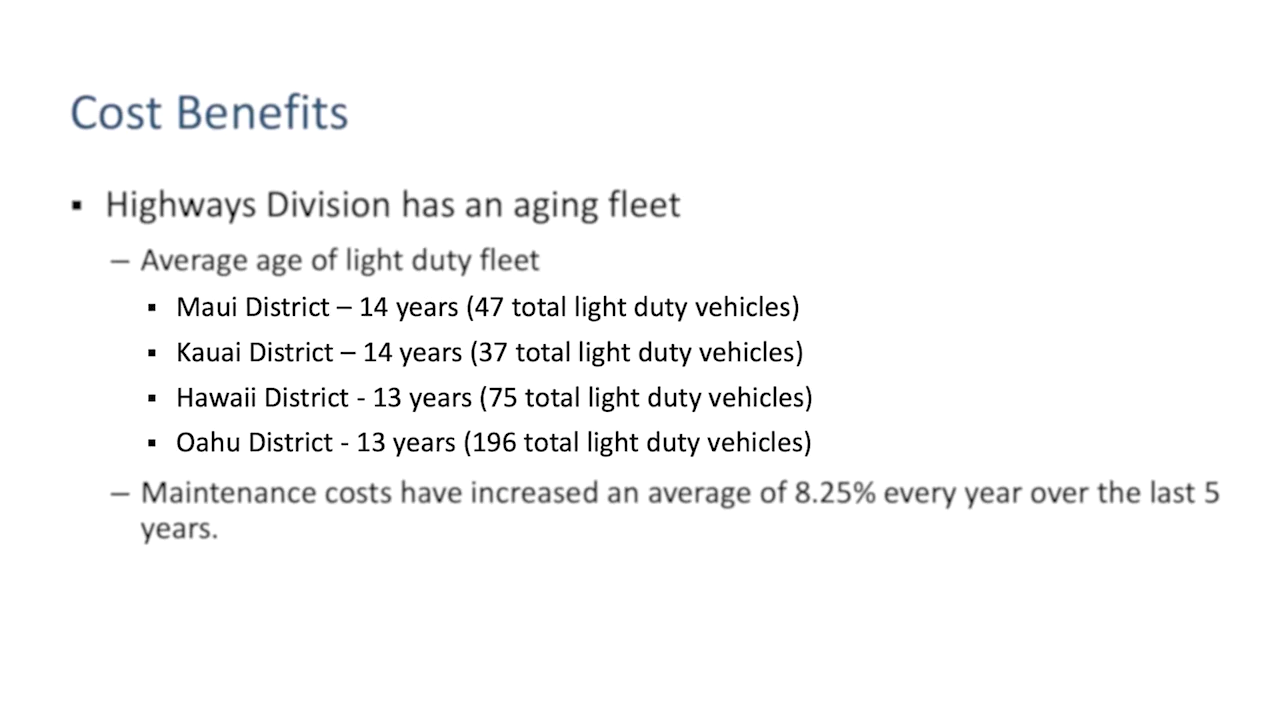 Cost Benefits
▪ Highways Division has an aging fleet
– Average age of light duty fleet
▪ Maui District – 14 years (47 total light duty vehicles)
▪ Kauai District – 14 years (37 total light duty vehicles)
▪ Hawaii District - 13 years (75 total light duty vehicles)
▪ Oahu District - 13 years (196 total light duty vehicles)
– Maintenance costs have increased an average of 8.25% every year over the last 5
years.